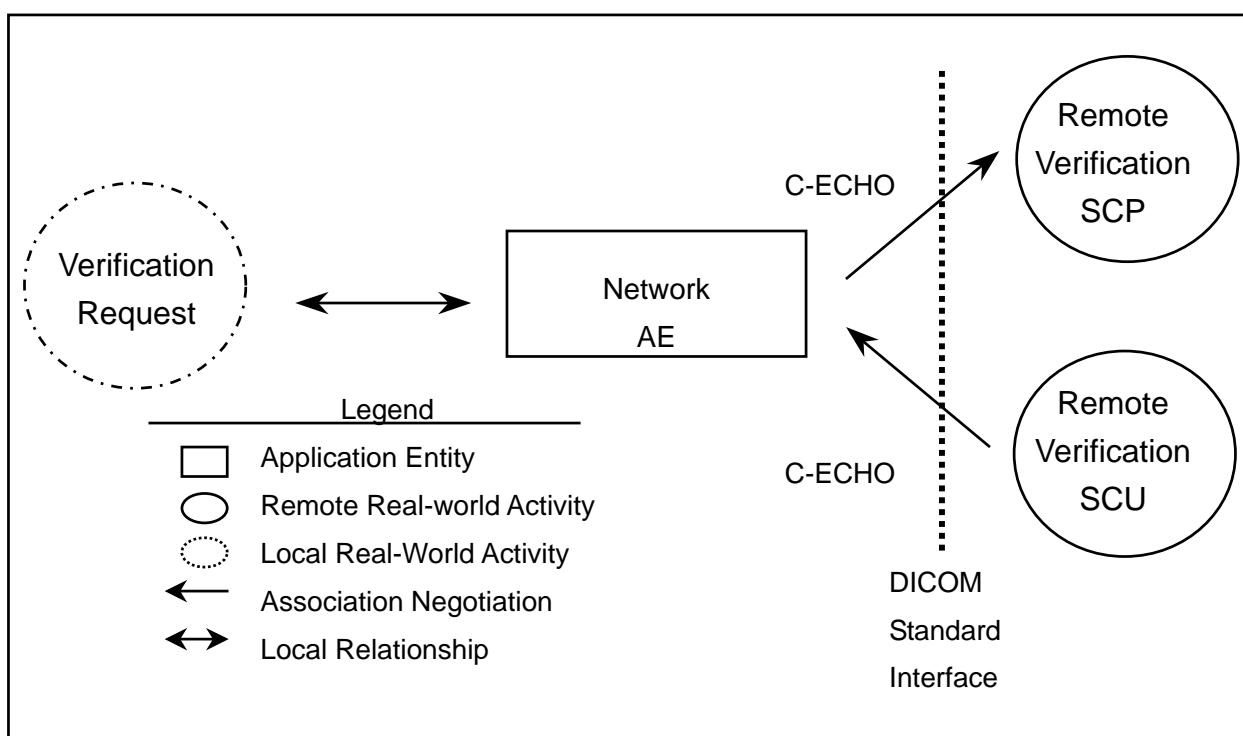 Verification
Request
Network
AE
C-ECHO
Remote
Verification
SCP
Remote
Verification
SCU
C-ECHO
DICOM
Standard
Interface
Legend
Application Entity
Remote Real-world Activity
Local Real-World Activity
Association Negotiation
Local Relationship